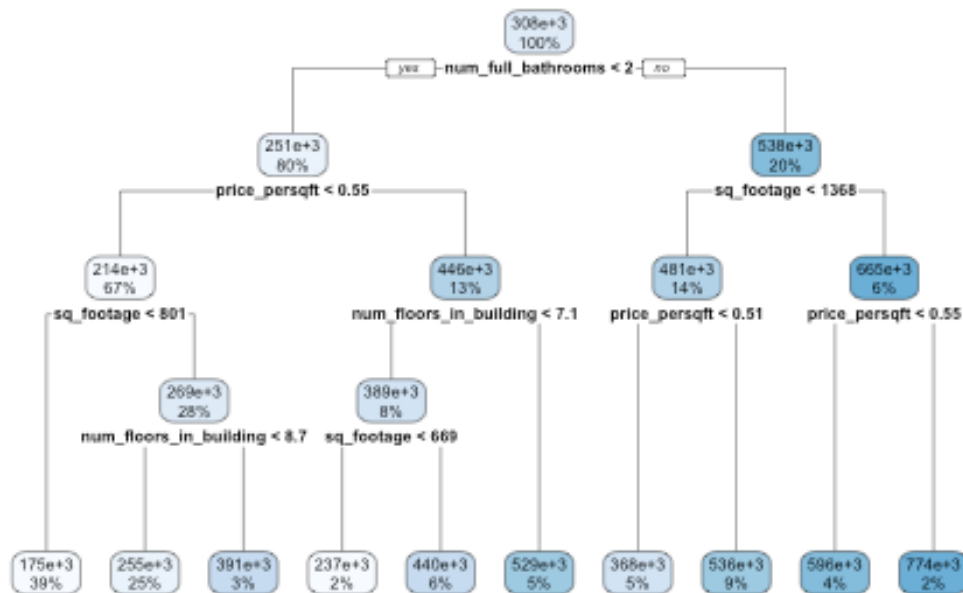 308e+3
100%
yes num_full_bathrooms < 2 no
251e+3
80%
538e+3
20%
price_persqft < 0.55
sq_footage < 1368
214e+3
67%
446e+3
13%
481e+3
14%
665e+3
6%
sq_footage < 801
num_floors_in_building < 7.1
price_persqft < 0.51
price_persqft < 0.55
269e+3
28%
389e+3
8%
num_floors_in_building < 8.7
sq_footage < 669
175e+3
39%
255e+3
25%
391e+3
3%
237e+3
2%
440e+3
6%
529e+3
5%
368e+3
5%
536e+3
9%
596e+3
4%
774e+3
2%